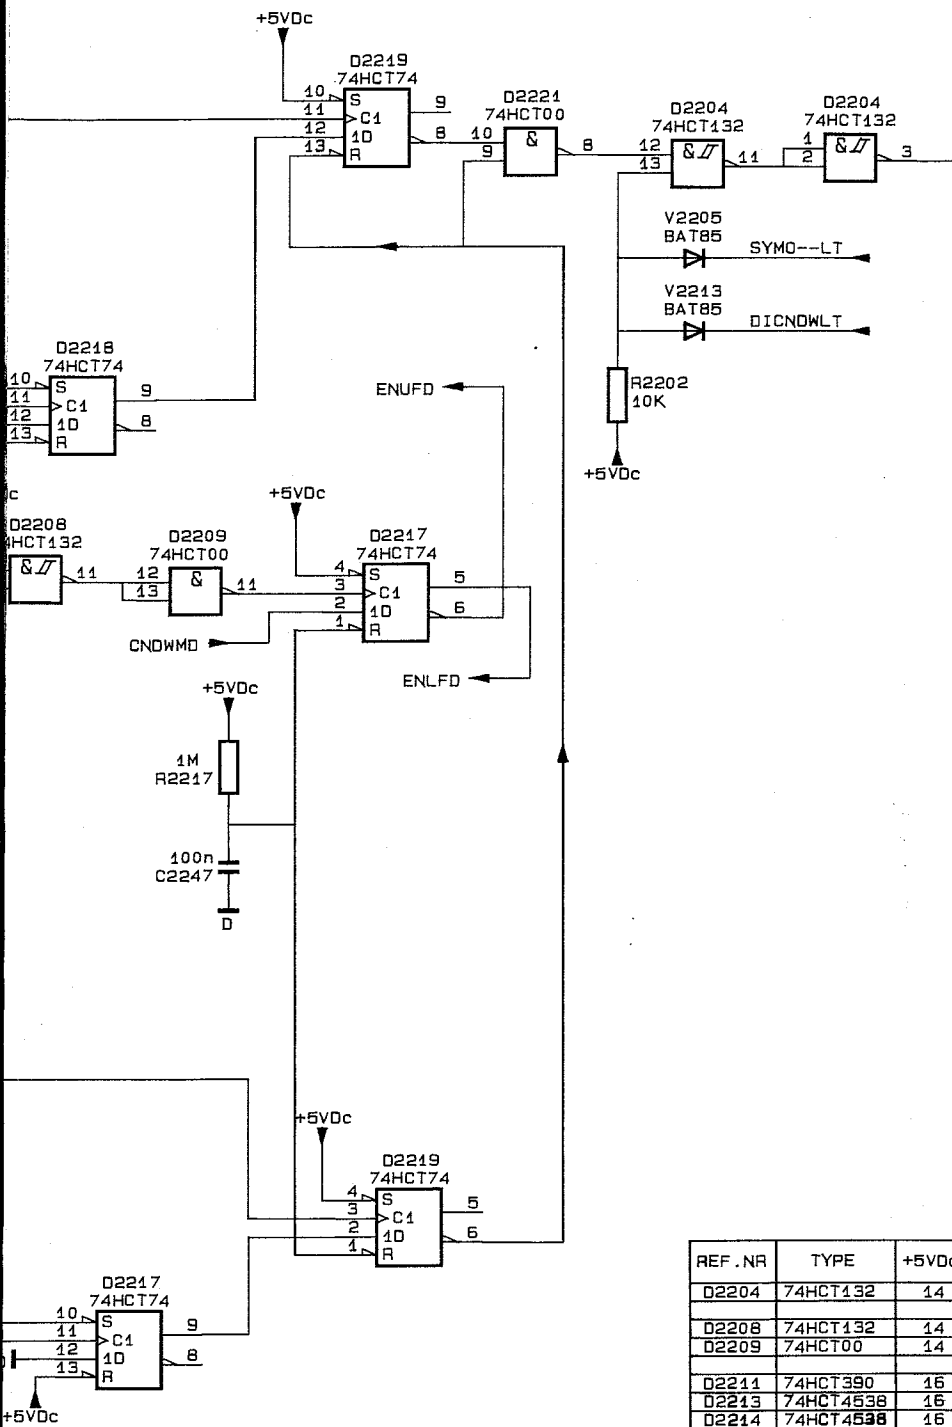 +5VDc
D2219
74HCT74
10 S
11 C1
12 1D
13 R
9
8
D2221
74HCT00
10 &
9
8
D2204
74HCT132
12 &
13
11
D2204
74HCT132
1 &
2
3
V2205
BAT85
SYMO--LT
V2213
BAT85
DICNDWLT
R2202
10K
+5VDc
D2218
74HCT74
10 S
11 C1
12 1D
13 R
9
8
ENUFD
c
D2208
HCT132
&
11
D2209
74HCT00
12 &
13
11
+5VDc
D2217
74HCT74
4 S
3 C1
2 1D
1 R
5
6
CNDWMD
ENLFD
+5VDc
1M
R2217
100n
C2247
D
+5VDc
D2219
74HCT74
4 S
3 C1
2 1D
1 R
5
6
D2217
74HCT74
10 S
11 C1
12 1D
13 R
9
8
+5VDc
REF.NR TYPE +5VDc
D2204 74HCT132 14
D2208 74HCT132 14
D2209 74HCT00 14
D2211 74HCT390 16
D2213 74HCT4538 16
D2214 74HCT4538 16